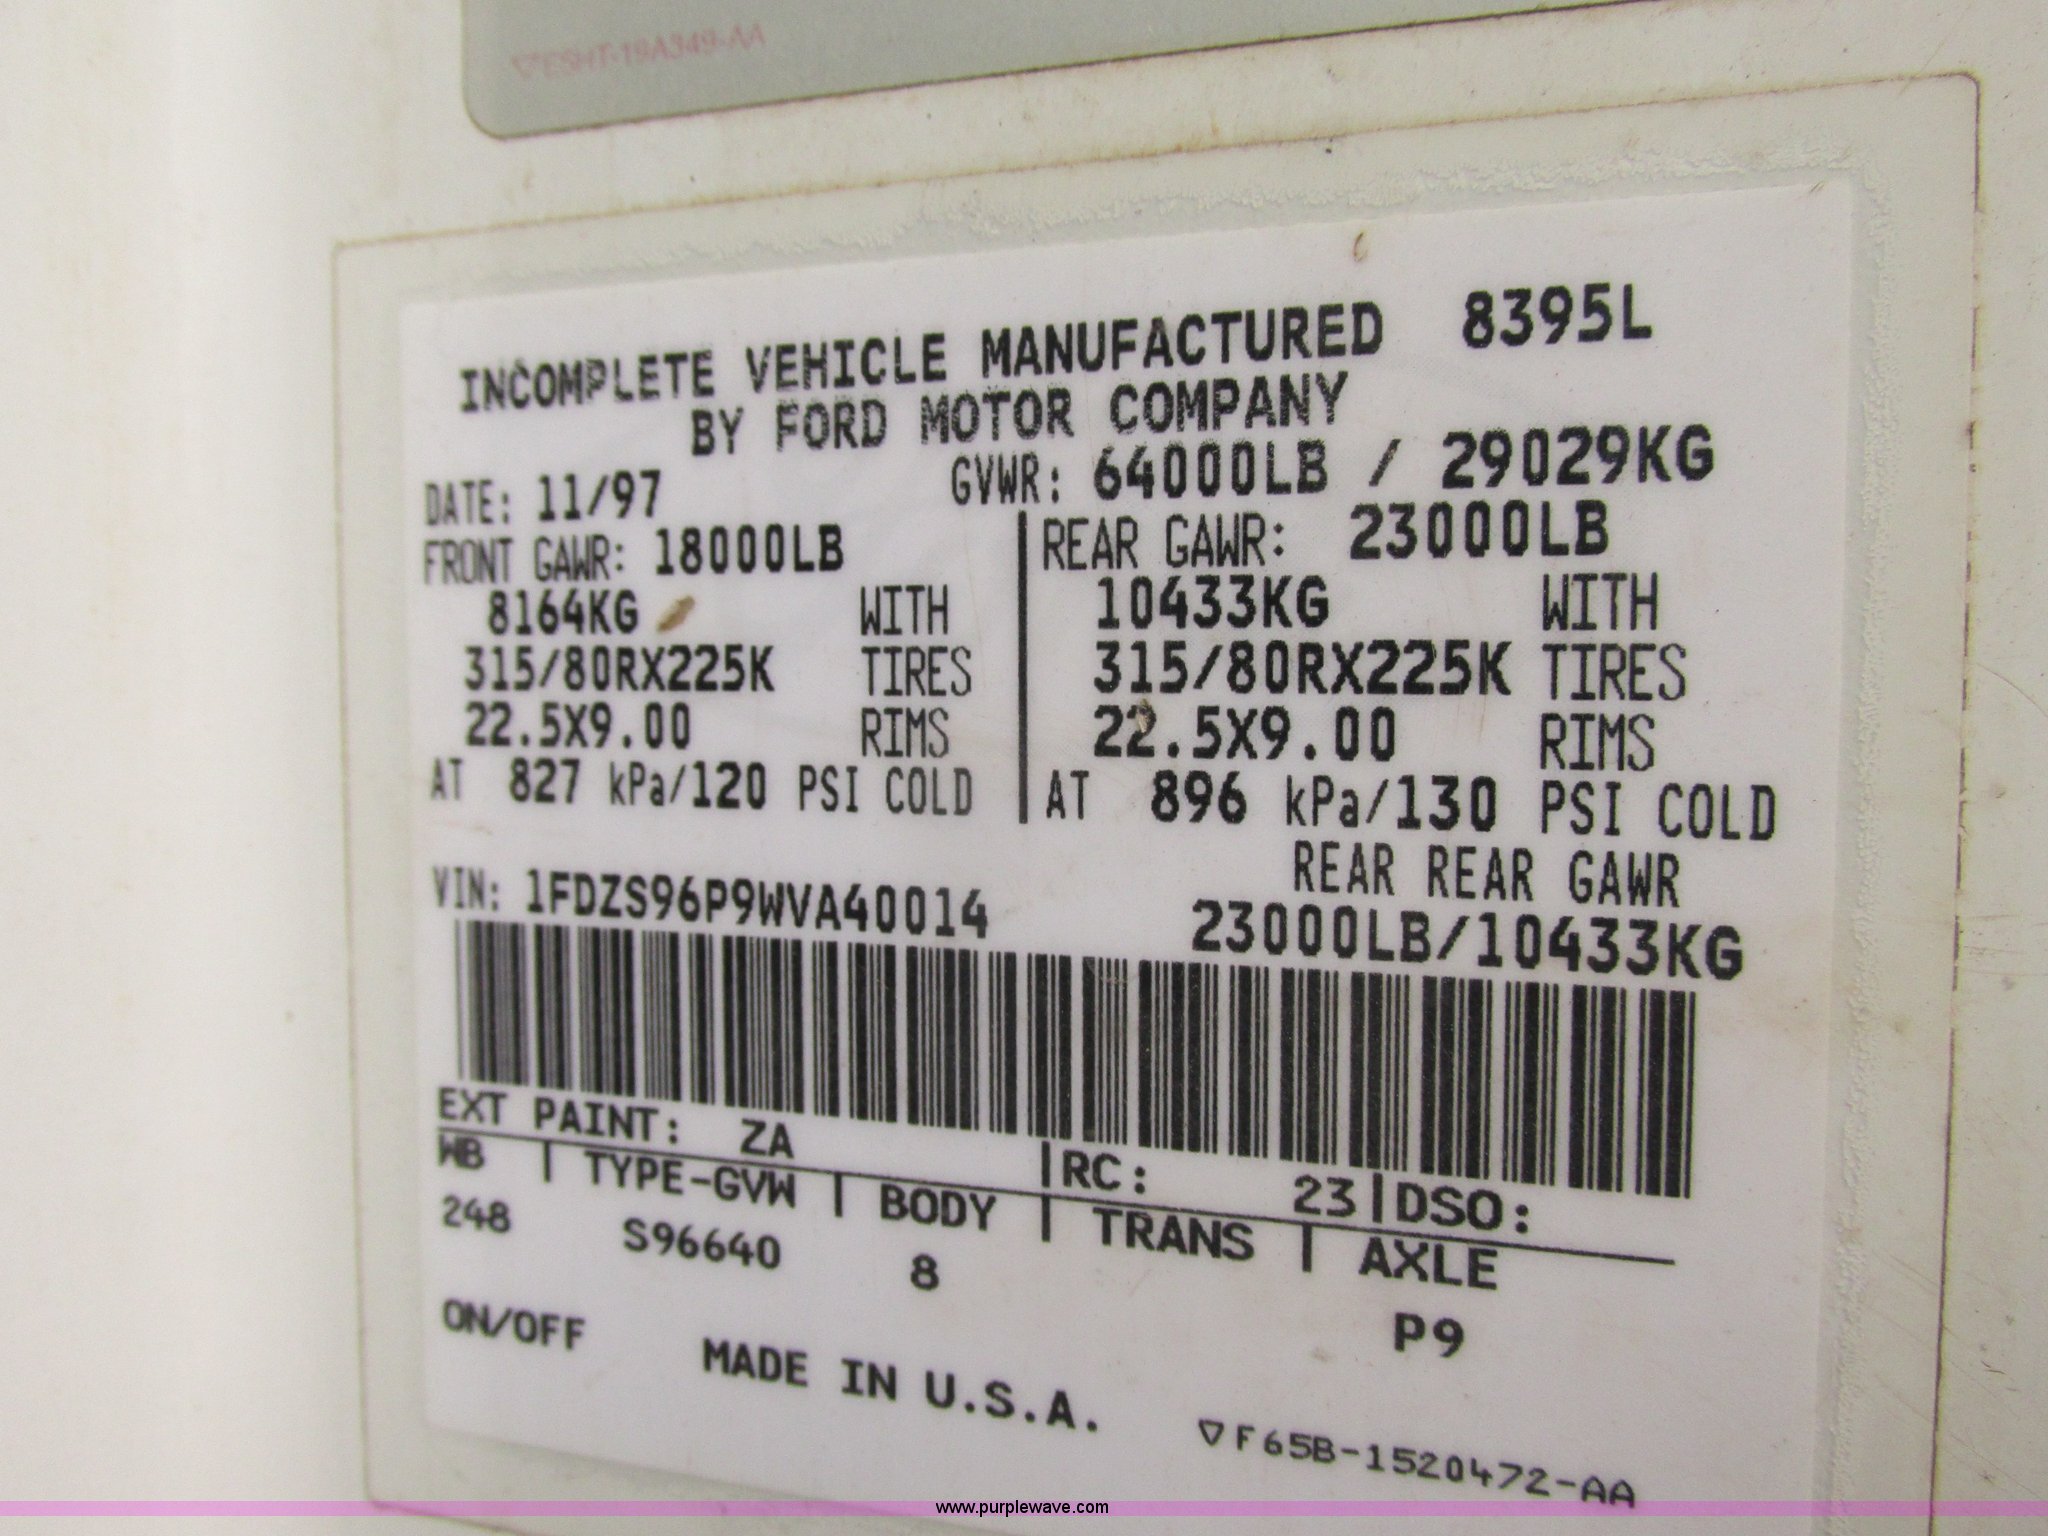 ▽E9HT-19A349-AA
INCOMPLETE VEHICLE MANUFACTURED 8395L
BY FORD MOTOR COMPANY
DATE: 11/97 GVWR: 64000LB / 29029KG
FRONT GAWR: 18000LB REAR GAWR: 23000LB
8164KG WITH 10433KG WITH
315/80RX225K TIRES 315/80RX225K TIRES
22.5X9.00 RIMS 22.5X9.00 RIMS
AT 827 kPa/120 PSI COLD AT 896 kPa/130 PSI COLD
REAR REAR GAWR
VIN: 1FDZS96P9WVA40014 23000LB/10433KG
EXT PAINT: ZA RC: 23 DSO:
WB | TYPE-GVW | BODY | TRANS | AXLE
248 S96640 8 P9
ON/OFF MADE IN U.S.A.
▽F65B-1520472-AA
www.purplewave.com